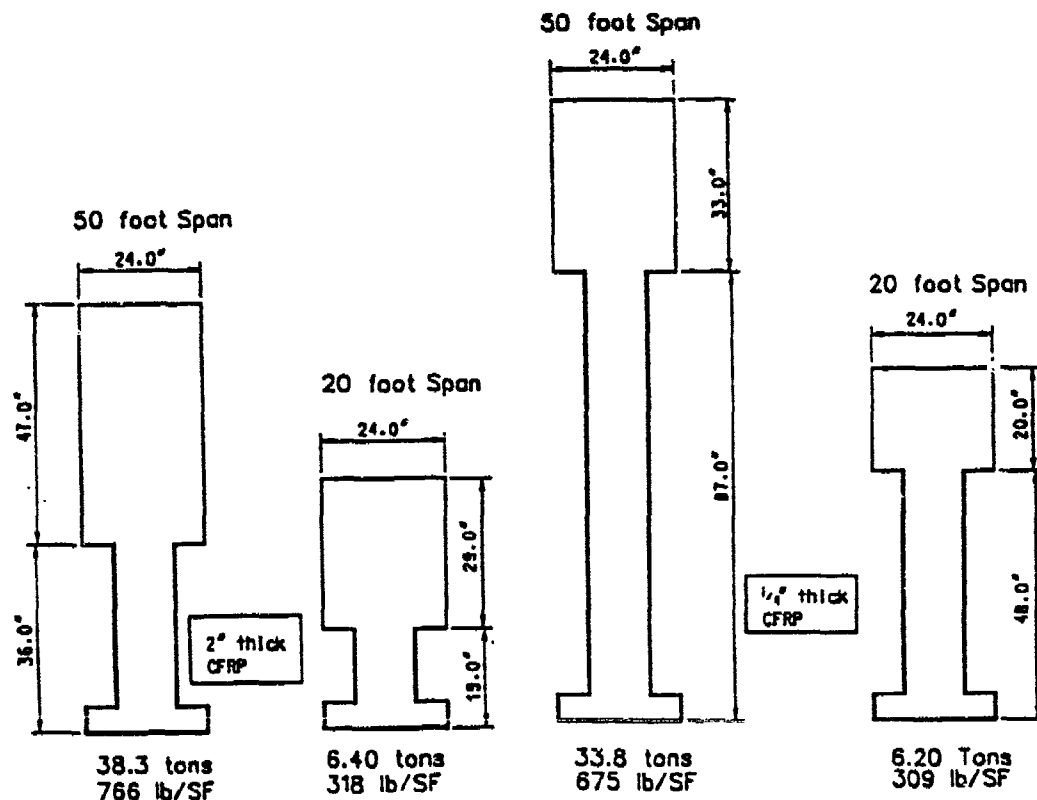 50 foot Span
24.0"
33.0"
87.0"
50 foot Span
24.0"
47.0"
36.0"
20 foot Span
24.0"
29.0"
19.0"
20 foot Span
24.0"
20.0"
48.0"
2" thick
CFRP
1/4" thick
CFRP
38.3 tons
766 lb/SF
6.40 tons
318 lb/SF
33.8 tons
675 lb/SF
6.20 Tons
309 lb/SF